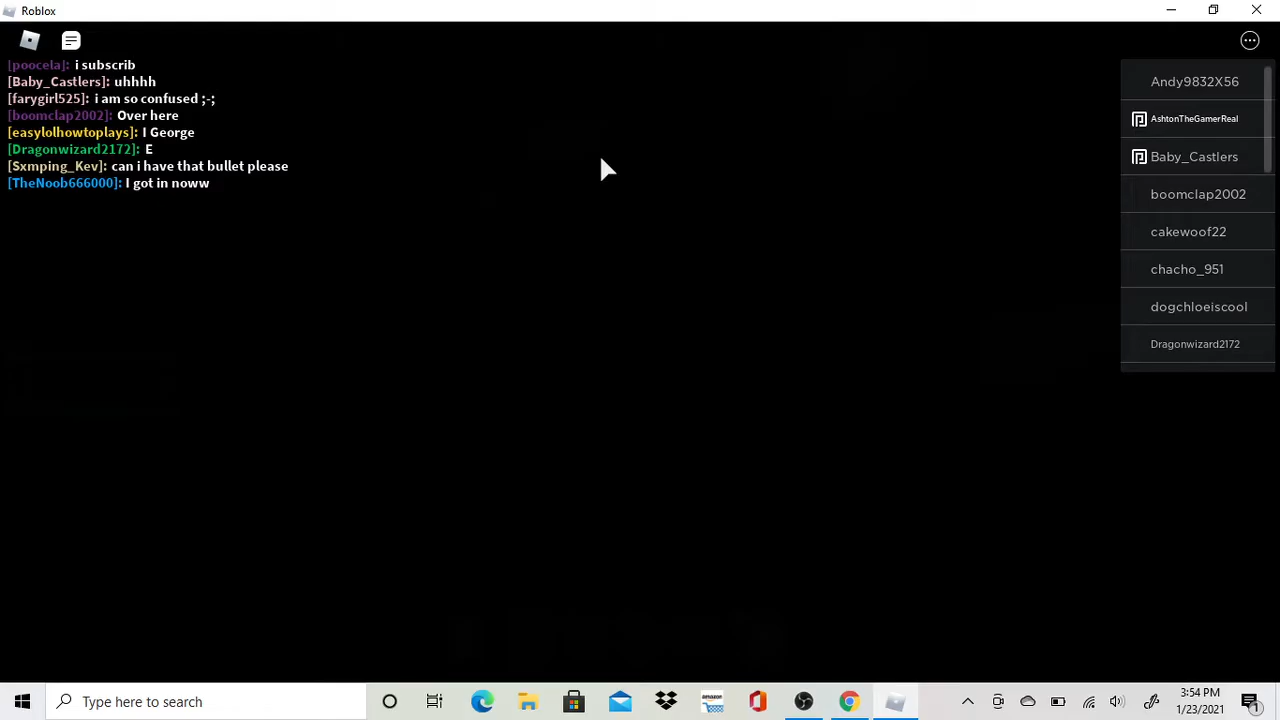 Roblox
[poocela]: i subscrib
[Baby_Castlers]: uhhhh
[farygirl525]: i am so confused ;-;
[boomclap2002]: Over here
[easylolhowtoplays]: I George
[Dragonwizard2172]: E
[Sxmping_Kev]: can i have that bullet please
[TheNoob666000]: I got in noww
Andy9832X56
AshtonTheGamerReal
Baby_Castlers
boomclap2002
cakewoof22
chacho_951
dogchloeiscool
Dragonwizard2172
Type here to search
amazon
3:54 PM
1/23/2021
1